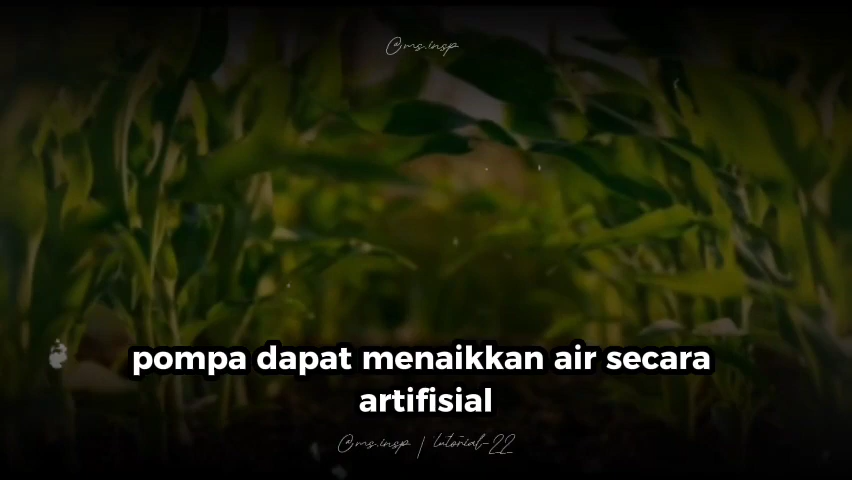 @ms.insp
pompa dapat menaikkan air secara
artifisial
@ms.insp | tutorial-22